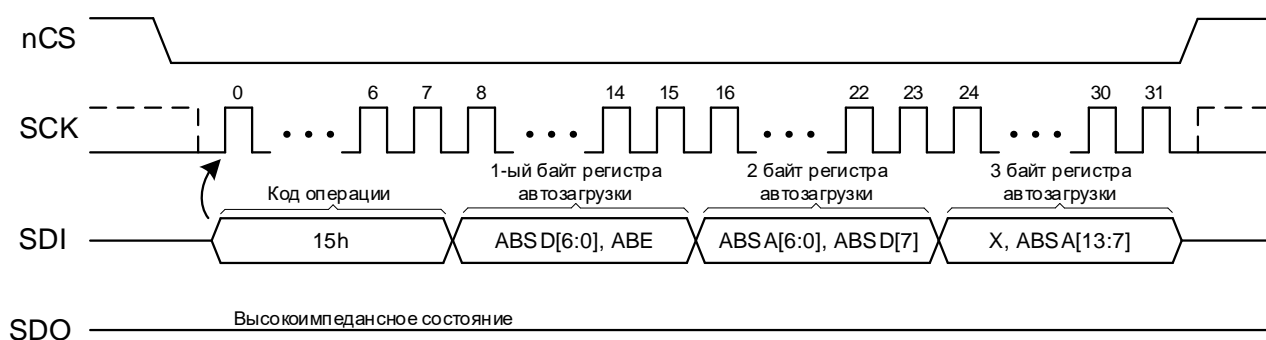 nCS
0 6 7 8 14 15 16 22 23 24 30 31
SCK
1-ый байт регистра автозагрузки
2 байт регистра автозагрузки
3 байт регистра автозагрузки
Код операции
SDI
15h
ABSD[6:0], ABE
ABSA[6:0], ABSD[7]
X, ABSA[13:7]
Высокоимпедансное состояние
SDO